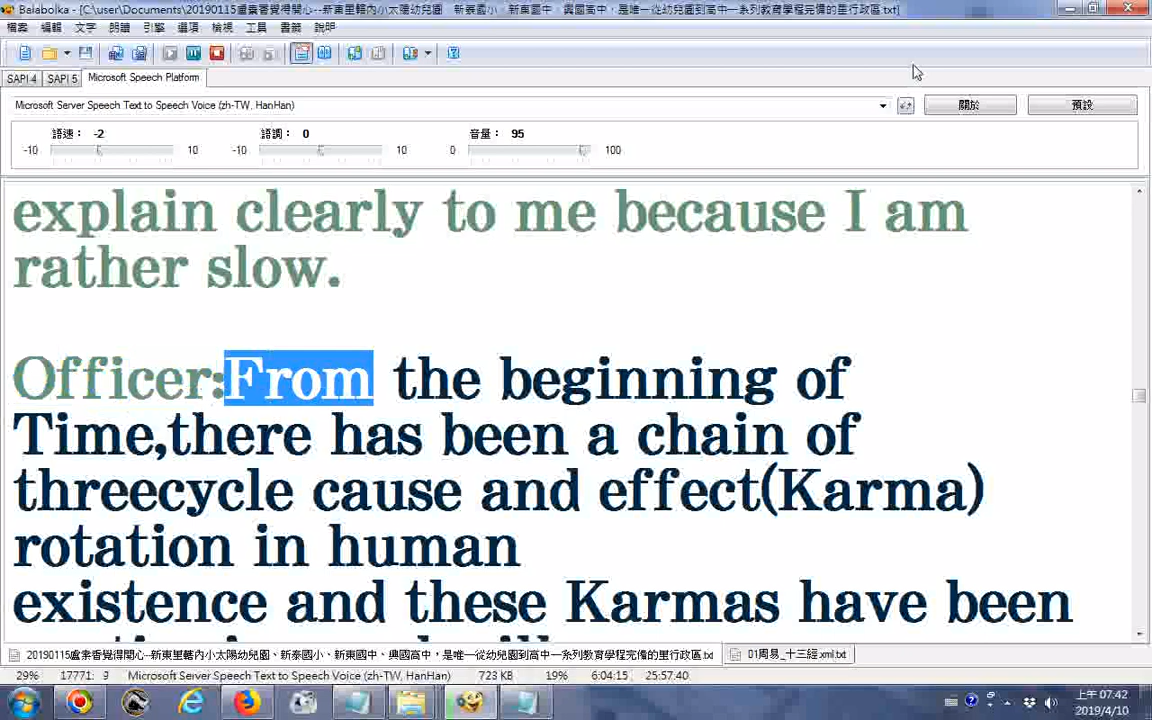 Balabolka - [C:\user\Documents\20190115盧彙香覺得開心--新東里轄內小太陽幼兒園、新泰國小、新東國中、興國高中，是唯一從幼兒園到高中一系列教育學程完備的里行政區.txt]
檔案 編輯 文字 朗讀 引擎 選項 檢視 工具 書籤 說明
SAPI 4 SAPI 5 Microsoft Speech Platform
Microsoft Server Speech Text to Speech Voice (zh-TW, HanHan) 關於 預設
語速： -2 語調： 0 音量： 95
-10 10 -10 10 0 100
explain clearly to me because I am
rather slow.
Officer:From the beginning of
Time,there has been a chain of
threecycle cause and effect(Karma)
rotation in human
existence and these Karmas have been
20190115盧彙香覺得開心--新東里轄內小太陽幼兒園、新泰國小、新東國中、興國高中，是唯一從幼兒園到高中一系列教育學程完備的里行政區.txt 01周易_十三經.xml.txt
29% 17771: 9 Microsoft Server Speech Text to Speech Voice (zh-TW, HanHan) 723 KB 19% 6:04:15 25:57:40
上午 07:42
2019/4/10